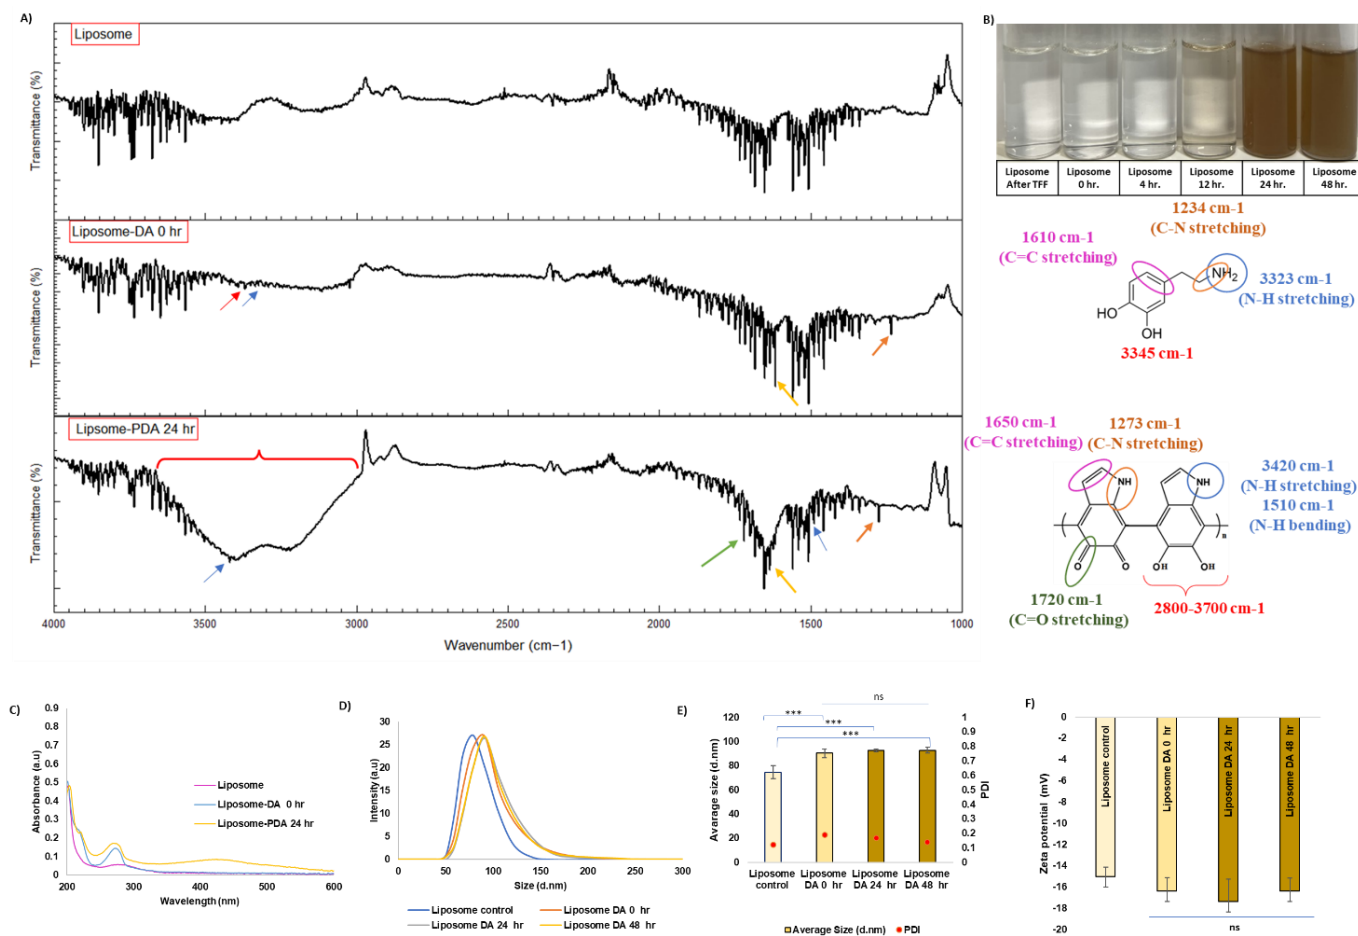 A)
Liposome
Transmittance (%)
Liposome-DA 0 hr
Transmittance (%)
Lipsome-PDA 24 hr
Transmittance (%)
4000 3500 3000 2500 2000 1500 1000
Wavenumber (cm−1)
B)
Liposome After TFF
Liposome 0 hr.
Liposome 4 hr.
Liposome 12 hr.
Liposome 24 hr.
Liposome 48 hr.
1234 cm-1
(C-N stretching)
1610 cm-1
(C=C stretching)
NH2
3323 cm-1
(N-H stretching)
HO
OH
3345 cm-1
1650 cm-1
(C=C stretching)
1273 cm-1
(C-N stretching)
NH
NH
3420 cm-1
(N-H stretching)
1510 cm-1
(N-H bending)
n
O
O
OH
OH
1720 cm-1
(C=O stretching)
2800-3700 cm-1
C)
Absorbance (a.u)
0.9
0.8
0.7
0.6
0.5
0.4
0.3
0.2
0.1
0
Liposome
Liposome-DA 0 hr
Liposome-PDA 24 hr
200 300 400 500 600
Wavelength (nm)
D)
Intensity (a,u)
30
25
20
15
10
5
0
0 50 100 150 200 250 300
Size (d.nm)
Liposome control
Liposome DA 0 hr
Liposome DA 24 hr
Liposome DA 48 hr
E)
ns
***
***
***
Avarage size (d.nm)
120
100
80
60
40
20
0
1
0.9
0.8
0.7
0.6
0.5
0.4
0.3
0.2
0.1
0
PDI
Liposome control
Liposome DA 0 hr
Liposome DA 24 hr
Liposome DA 48 hr
Average Size (d.nm)
PDI
F)
Zeta potential (mV)
0
-2
-4
-6
-8
-10
-12
-14
-16
-18
-20
Liposome control
Liposome DA 0 hr
Liposome DA 24 hr
Liposome DA 48 hr
ns